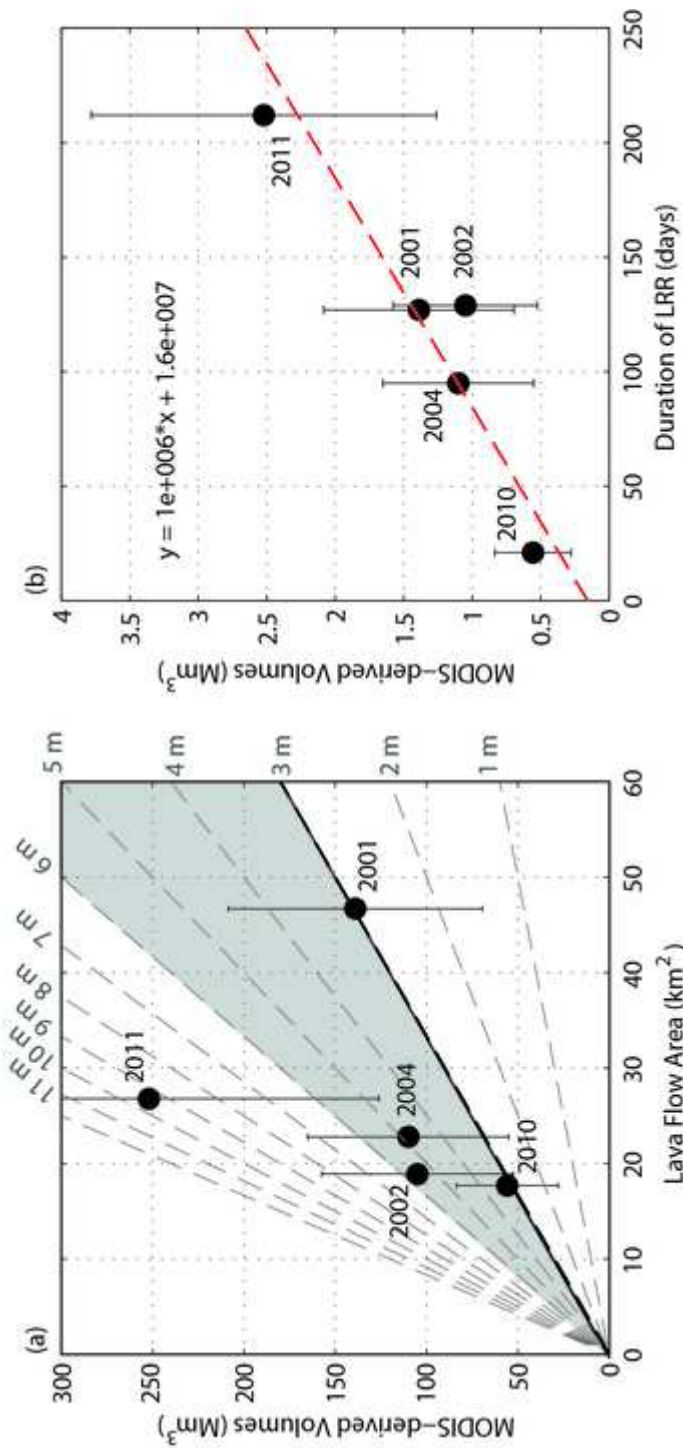 (a)
300
250
200
150
100
50
0
MODIS-derived Volumes (Mm³)
0 10 20 30 40 50 60
Lava Flow Area (km²)
11 m
10 m
9 m
8 m
7 m
6 m
5 m
4 m
3 m
2 m
1 m
2011
2004
2002
2010
2001
(b)
4
3.5
3
2.5
2
1.5
1
0.5
0
MODIS-derived Volumes (Mm³)
0 50 100 150 200 250
Duration of LRR (days)
y = 1e+006*x + 1.6e+007
2010
2004
2001
2002
2011